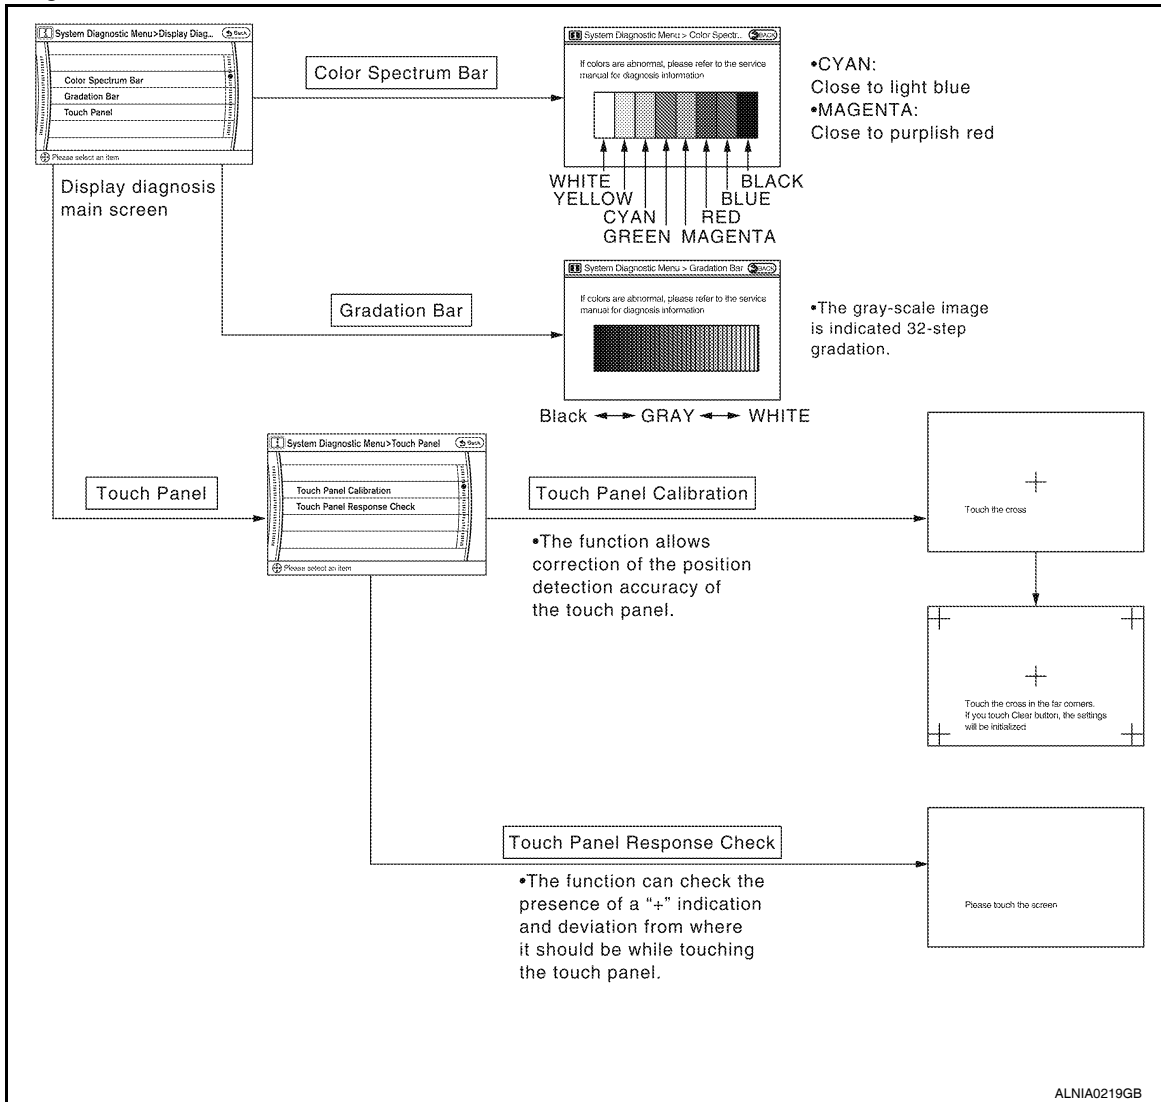 System Diagnostic Menu>Display Diag... Back
Color Spectrum Bar
Gradation Bar
Touch Panel
Please select an item
Display diagnosis
main screen
Color Spectrum Bar
System Diagnostic Menu > Color Spectr.. BACK
If colors are abnormal, please refer to the service
manual for diagnosis information
WHITE
YELLOW
CYAN
GREEN
MAGENTA
RED
BLUE
BLACK
•CYAN:
Close to light blue
•MAGENTA:
Close to purplish red
Gradation Bar
System Diagnostic Menu > Gradation Bar BACK
If colors are abnormal, please refer to the service
manual for diagnosis information
Black GRAY WHITE
•The gray-scale image
is indicated 32-step
gradation.
Touch Panel
System Diagnostic Menu>Touch Panel Back
Touch Panel Calibration
Touch Panel Response Check
Please select an item
Touch Panel Calibration
•The function allows
correction of the position
detection accuracy of
the touch panel.
Touch the cross
Touch the cross in the far corners.
If you touch Clear button, the settings
will be initialized
Touch Panel Response Check
•The function can check the
presence of a “+” indication
and deviation from where
it should be while touching
the touch panel.
Please touch the screen
ALNIA0219GB